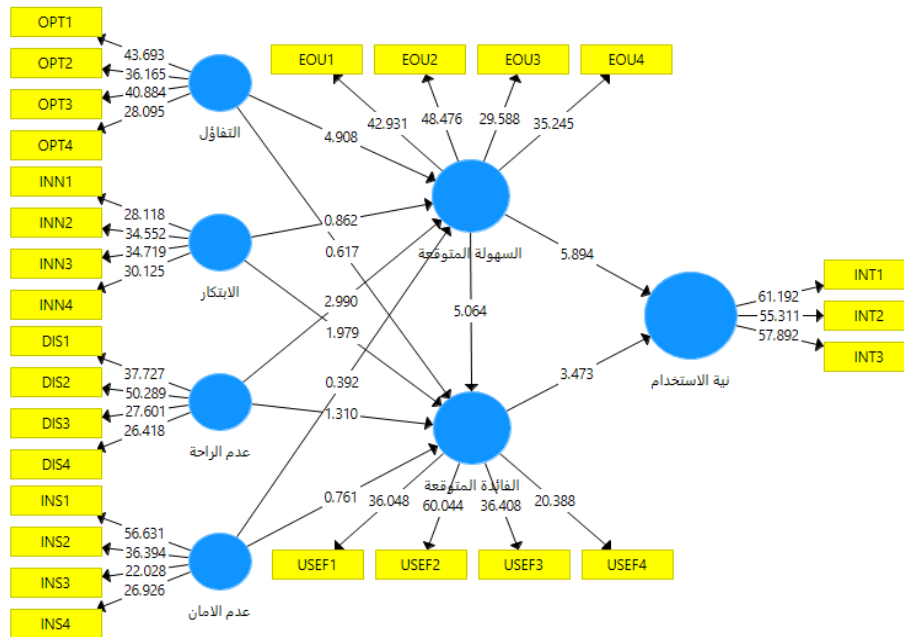 OPT1
OPT2
OPT3
OPT4
43.693
36.165
40.884
28.095
التفاؤل
INN1
INN2
INN3
INN4
28.118
34.552
34.719
30.125
الابتكار
DIS1
DIS2
DIS3
DIS4
37.727
50.289
27.601
26.418
عدم الراحة
INS1
INS2
INS3
INS4
56.631
36.394
22.028
26.926
عدم الامان
4.908
0.617
0.862
1.979
2.990
1.310
0.392
0.761
EOU1
EOU2
EOU3
EOU4
42.931
48.476
29.588
35.245
السهولة المتوقعة
5.064
5.894
الفائدة المتوقعة
3.473
36.048
60.044
36.408
20.388
USEF1
USEF2
USEF3
USEF4
نية الاستخدام
61.192
55.311
57.892
INT1
INT2
INT3